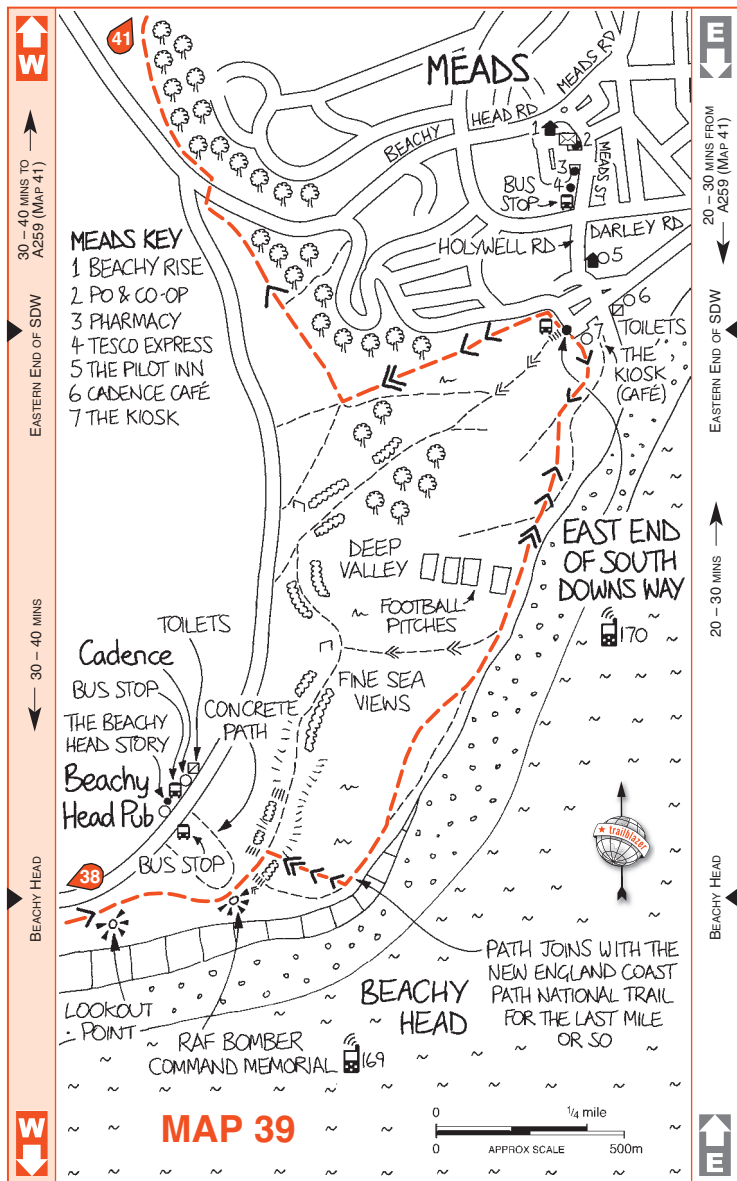 W
30 – 40 MINS TO
A259 (MAP 41)
EASTERN END OF SDW
30 – 40 MINS
BEACHY HEAD
W
41
MEADS
MEADS RD
BEACHY HEAD RD
1
2
3
4
MEADS ST
BUS
STOP
HOLYWELL RD
DARLEY RD
5
6
7
TOILETS
THE
KIOSK
(CAFÉ)
MEADS KEY
1 BEACHY RISE
2 PO & CO-OP
3 PHARMACY
4 TESCO EXPRESS
5 THE PILOT INN
6 CADENCE CAFÉ
7 THE KIOSK
DEEP
VALLEY
FOOTBALL
PITCHES
EAST END
OF SOUTH
DOWNS WAY
170
TOILETS
Cadence
BUS STOP
THE BEACHY
HEAD STORY
Beachy
Head Pub
CONCRETE
PATH
FINE SEA
VIEWS
BUS STOP
38
trailblazer
LOOKOUT
POINT
RAF BOMBER
COMMAND MEMORIAL
169
BEACHY
HEAD
PATH JOINS WITH THE
NEW ENGLAND COAST
PATH NATIONAL TRAIL
FOR THE LAST MILE
OR SO
MAP 39
0
1/4 mile
0
APPROX SCALE
500m
E
20 – 30 MINS FROM
A259 (MAP 41)
EASTERN END OF SDW
20 – 30 MINS
BEACHY HEAD
E